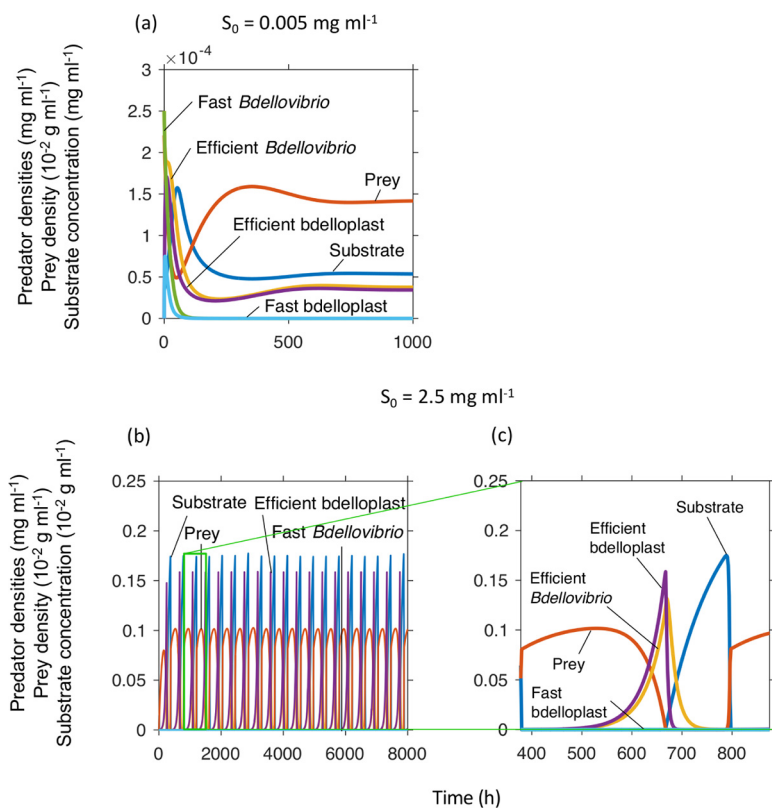 (a) S₀ = 0.005 mg ml⁻¹
×10⁻⁴
Predator densities (mg ml⁻¹)
Prey density (10⁻² g ml⁻¹)
Substrate concentration (mg ml⁻¹)
3
2.5
2
1.5
1
0.5
0
Fast Bdellovibrio
Efficient Bdellovibrio
Prey
Efficient bdelloplast
Substrate
Fast bdelloplast
0 500 1000
S₀ = 2.5 mg ml⁻¹
(b) (c)
Predator densities (mg ml⁻¹)
Prey density (10⁻² g ml⁻¹)
Substrate concentration (10⁻² g ml⁻¹)
0.25
0.2
0.15
0.1
0.05
0
Substrate Efficient bdelloplast
Prey Fast Bdellovibrio
0 2000 4000 6000 8000
0.25
0.2
0.15
0.1
0.05
0
Substrate
Efficient
bdelloplast
Efficient
Bdellovibrio
Prey
Fast
bdelloplast
400 500 600 700 800
Time (h)